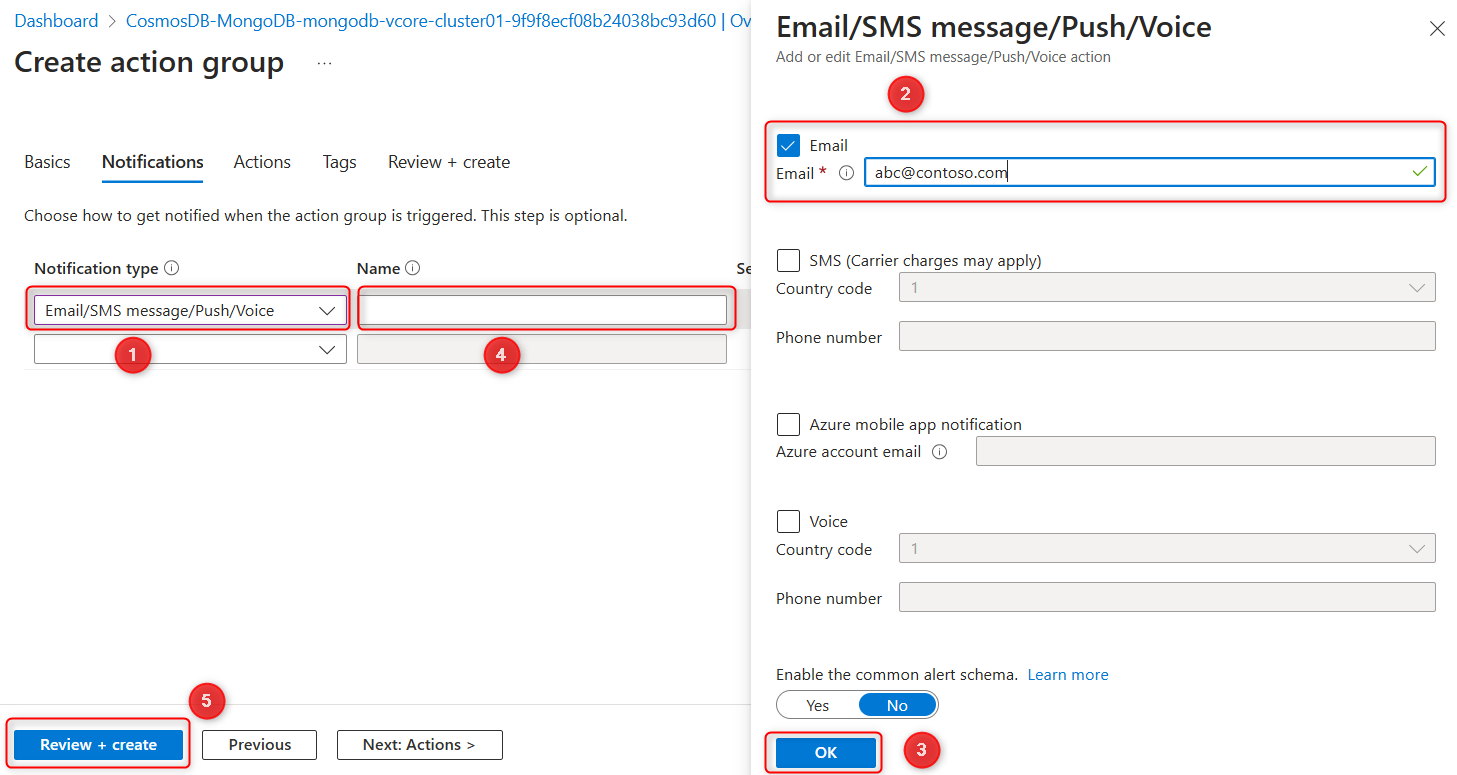 Dashboard > CosmosDB-MongoDB-mongodb-vcore-cluster01-9f9f8ecf08b24038bc93d60 | Ov
Create action group ...
Basics Notifications Actions Tags Review + create
Choose how to get notified when the action group is triggered. This step is optional.
Notification type Name Se
Email/SMS message/Push/Voice
1 4
5
Review + create Previous Next: Actions >
Email/SMS message/Push/Voice
Add or edit Email/SMS message/Push/Voice action
2
Email
Email * abc@contoso.com
SMS (Carrier charges may apply)
Country code 1
Phone number
Azure mobile app notification
Azure account email
Voice
Country code 1
Phone number
Enable the common alert schema. Learn more
Yes No
OK 3